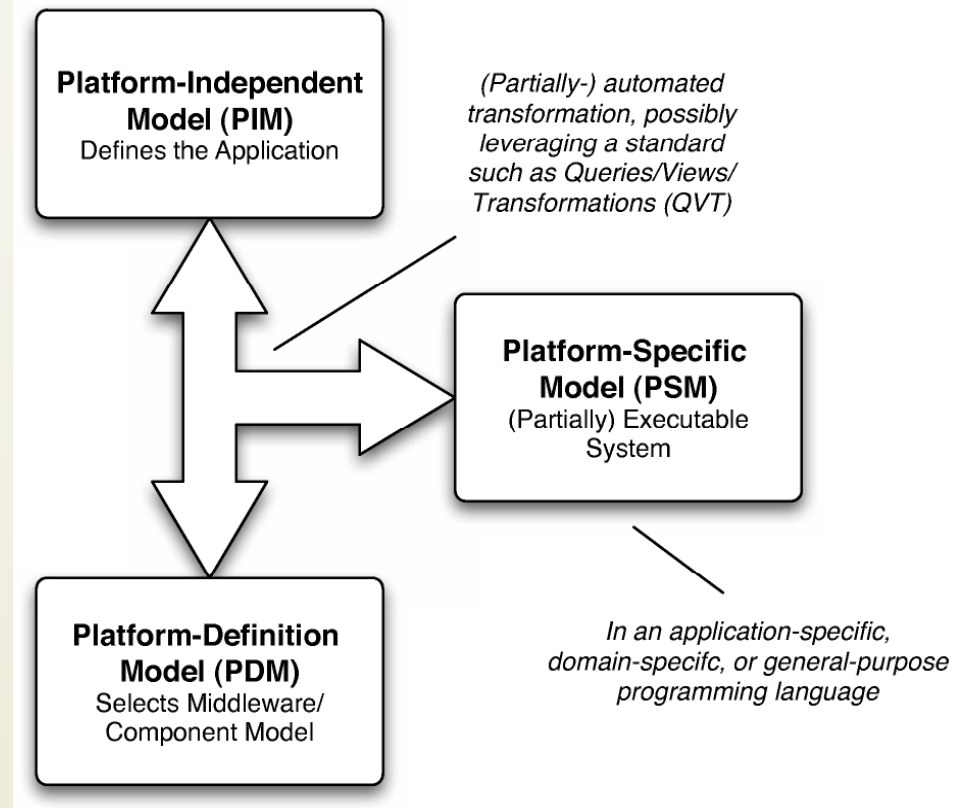 Platform-Independent
Model (PIM)
Defines the Application
(Partially-) automated
transformation, possibly
leveraging a standard
such as Queries/Views/
Transformations (QVT)
Platform-Specific
Model (PSM)
(Partially) Executable
System
Platform-Definition
Model (PDM)
Selects Middleware/
Component Model
In an application-specific,
domain-specifc, or general-purpose
programming language